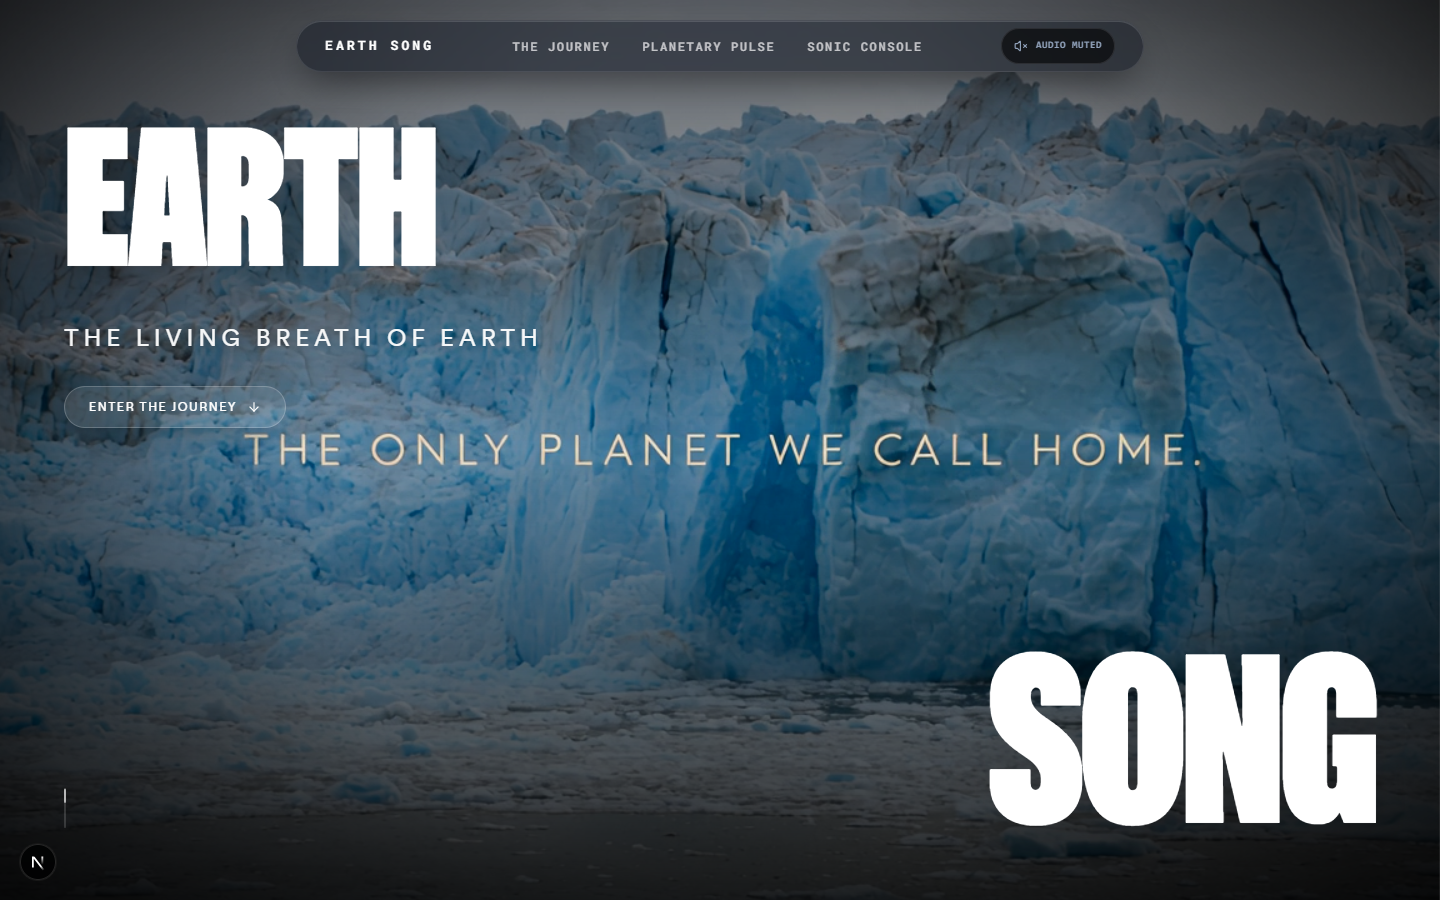 EARTH SONG
THE JOURNEY
PLANETARY PULSE
SONIC CONSOLE
AUDIO MUTED
EARTH
THE LIVING BREATH OF EARTH
ENTER THE JOURNEY ↓
THE ONLY PLANET WE CALL HOME.
SONG
N